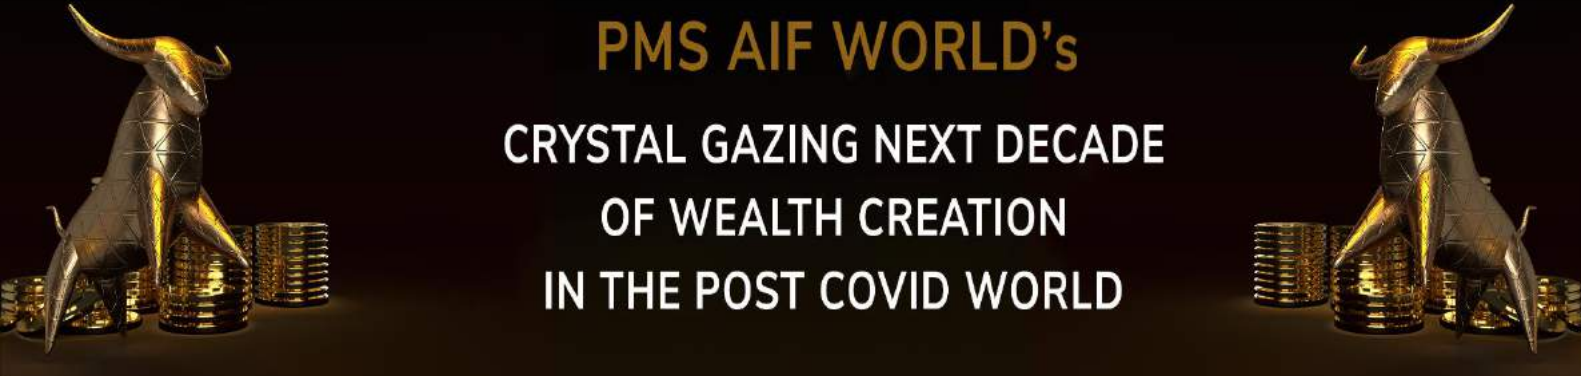 PMS AIF WORLD's
CRYSTAL GAZING NEXT DECADE
OF WEALTH CREATION
IN THE POST COVID WORLD